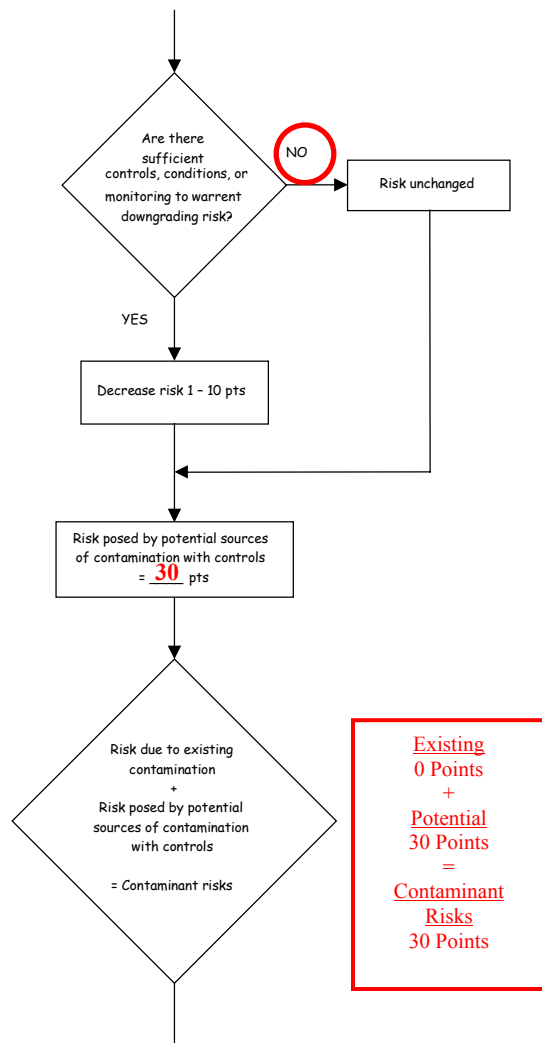 Are there
sufficient
controls, conditions, or
monitoring to warrent
downgrading risk?
NO
Risk unchanged
YES
Decrease risk 1 – 10 pts
Risk posed by potential sources
of contamination with controls
= 30 pts
Risk due to existing
contamination
+
Risk posed by potential
sources of contamination
with controls
= Contaminant risks
Existing
0 Points
+
Potential
30 Points
=
Contaminant
Risks
30 Points